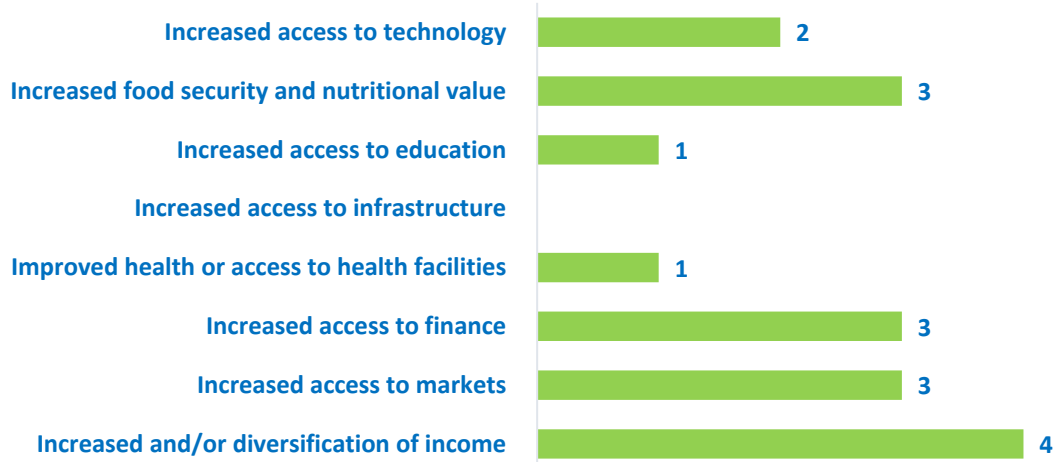 Increased access to technology 2
Increased food security and nutritional value 3
Increased access to education 1
Increased access to infrastructure
Improved health or access to health facilities 1
Increased access to finance 3
Increased access to markets 3
Increased and/or diversification of income 4